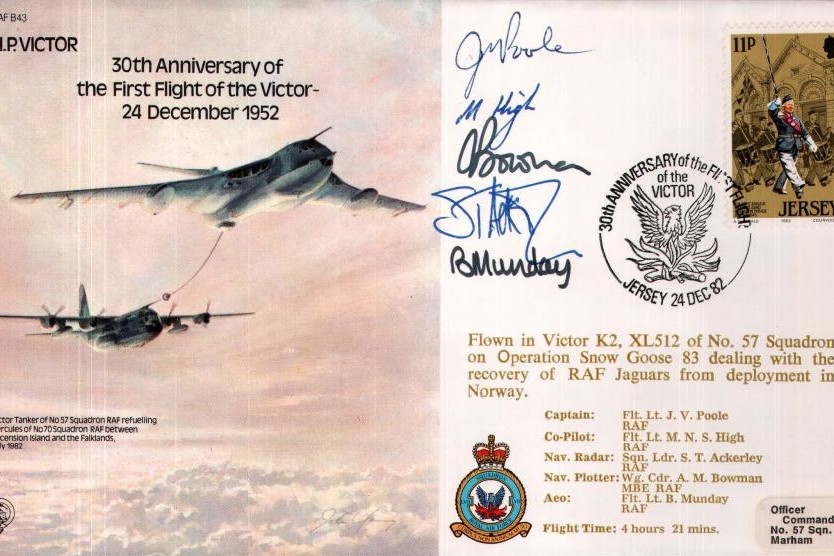 AF B43
H.P. VICTOR
30th Anniversary of
the First Flight of the Victor-
24 December 1952
ctor Tanker of No 57 Squadron RAF refuelling
ercules of No 70 Squadron RAF between
cension Island and the Falklands,
ly 1982
JV Poole
M High
A Bowman
S T Ackerley
B Munday
11P
JERSEY
30th ANNIVERSARY of the FIRST FLIGHT
of the
VICTOR
JERSEY 24 DEC 82
Flown in Victor K2, XL512 of No. 57 Squadron
on Operation Snow Goose 83 dealing with the
recovery of RAF Jaguars from deployment in
Norway.
Captain: Flt. Lt. J. V. Poole
RAF
Co-Pilot: Flt. Lt. M. N. S. High
RAF
Nav. Radar: Sqn. Ldr. S. T. Ackerley
RAF
Nav. Plotter: Wg. Cdr. A. M. Bowman
MBE RAF
Aeo: Flt. Lt. B. Munday
RAF
Flight Time: 4 hours 21 mins.
Officer
Command
No. 57 Sqn.
Marham